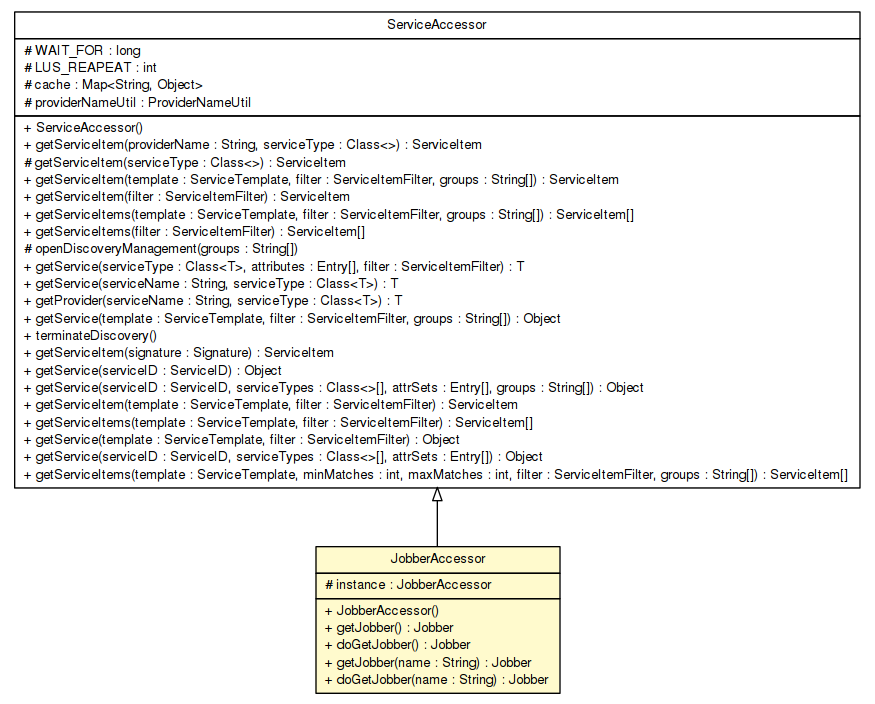 ServiceAccessor
# WAIT_FOR : long
# LUS_REAPEAT : int
# cache : Map<String, Object>
# providerNameUtil : ProviderNameUtil
+ ServiceAccessor()
+ getServiceItem(providerName : String, serviceType : Class<>) : ServiceItem
# getServiceItem(serviceType : Class<>) : ServiceItem
+ getServiceItem(template : ServiceTemplate, filter : ServiceItemFilter, groups : String[]) : ServiceItem
+ getServiceItem(filter : ServiceItemFilter) : ServiceItem
+ getServiceItems(template : ServiceTemplate, filter : ServiceItemFilter, groups : String[]) : ServiceItem[]
+ getServiceItems(filter : ServiceItemFilter) : ServiceItem[]
# openDiscoveryManagement(groups : String[])
+ getService(serviceType : Class<T>, attributes : Entry[], filter : ServiceItemFilter) : T
+ getService(serviceName : String, serviceType : Class<T>) : T
+ getProvider(serviceName : String, serviceType : Class<T>) : T
+ getService(template : ServiceTemplate, filter : ServiceItemFilter, groups : String[]) : Object
+ terminateDiscovery()
+ getServiceItem(signature : Signature) : ServiceItem
+ getService(serviceID : ServiceID) : Object
+ getService(serviceID : ServiceID, serviceTypes : Class<>[], attrSets : Entry[], groups : String[]) : Object
+ getServiceItem(template : ServiceTemplate, filter : ServiceItemFilter) : ServiceItem
+ getServiceItems(template : ServiceTemplate, filter : ServiceItemFilter) : ServiceItem[]
+ getService(template : ServiceTemplate, filter : ServiceItemFilter) : Object
+ getService(serviceID : ServiceID, serviceTypes : Class<>[], attrSets : Entry[]) : Object
+ getServiceItems(template : ServiceTemplate, minMatches : int, maxMatches : int, filter : ServiceItemFilter, groups : String[]) : ServiceItem[]
JobberAccessor
# instance : JobberAccessor
+ JobberAccessor()
+ getJobber() : Jobber
+ doGetJobber() : Jobber
+ getJobber(name : String) : Jobber
+ doGetJobber(name : String) : Jobber